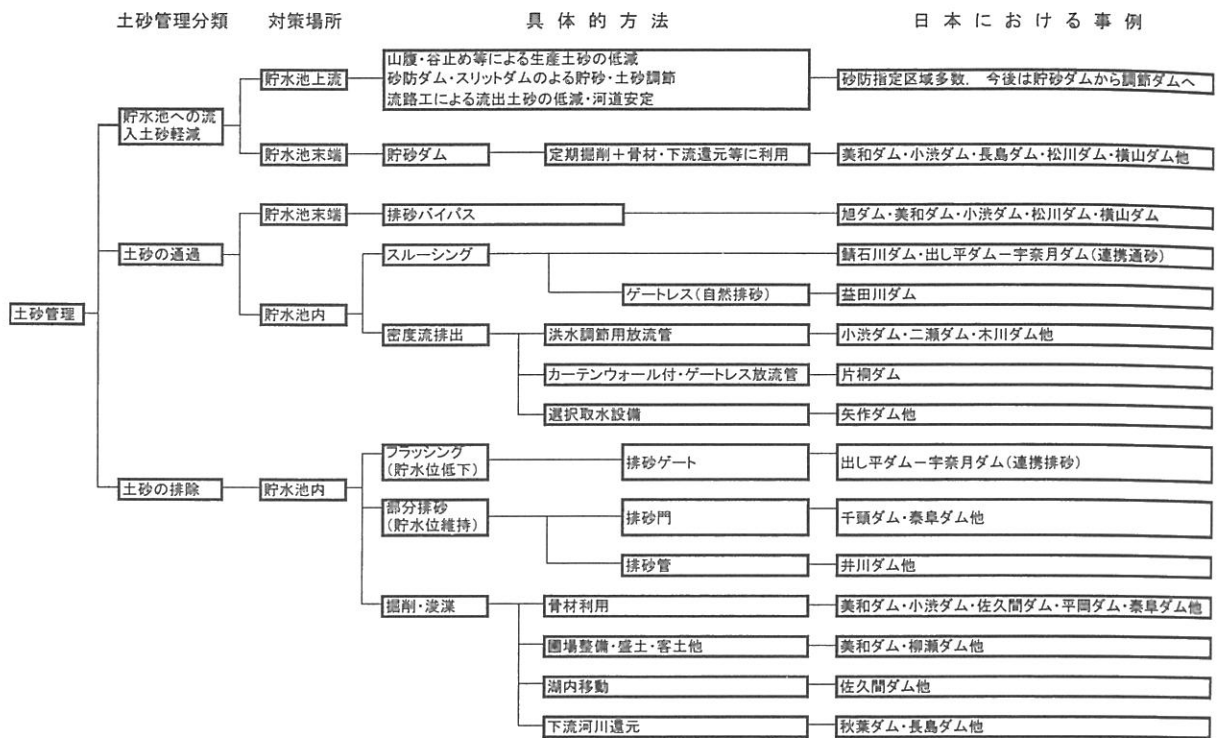 土砂管理分類 対策場所 具体的方法 日本における事例
山腹・谷止め等による生産土砂の低減
貯水池上流 砂防ダム・スリットダムのよる貯砂・土砂調節 砂防指定区域多数. 今後は貯砂ダムから調節ダムへ
流路工による流出土砂の低減・河道安定
貯水池への流
入土砂軽減
貯水池末端 貯砂ダム 定期掘削+骨材・下流還元等に利用 美和ダム・小渋ダム・長島ダム・松川ダム・横山ダム他
貯水池末端 排砂バイパス 旭ダム・美和ダム・小渋ダム・松川ダム・横山ダム
土砂の通過 スルーシング 鯖石川ダム・出し平ダムー宇奈月ダム(連携通砂)
ゲートレス(自然排砂) 益田川ダム
土砂管理 貯水池内
密度流排出 洪水調節用放流管 小渋ダム・二瀬ダム・木川ダム他
カーテンウォール付・ゲートレス放流管 片桐ダム
選択取水設備 矢作ダム他
フラッシング
(貯水位低下) 排砂ゲート 出し平ダムー宇奈月ダム(連携排砂)
土砂の排除 貯水池内
部分排砂
(貯水位維持) 排砂門 千頭ダム・泰阜ダム他
排砂管 井川ダム他
掘削・浚渫 骨材利用 美和ダム・小渋ダム・佐久間ダム・平岡ダム・泰阜ダム他
圃場整備・盛土・客土他 美和ダム・柳瀬ダム他
湖内移動 佐久間ダム他
下流河川還元 秋葉ダム・長島ダム他